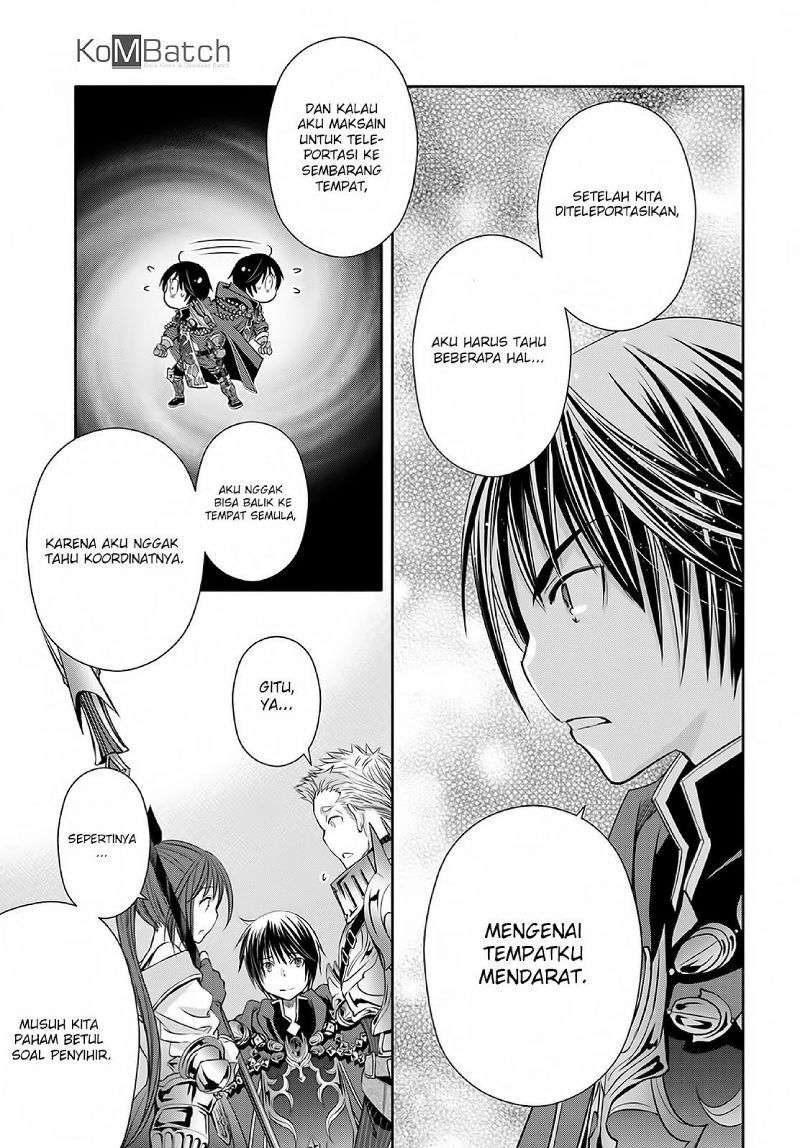 KoMBatch
SETELAH KITA
DITELEPORTASIKAN,
AKU HARUS TAHU
BEBERAPA HAL...
MENGENAI
TEMPATKU
MENDARAT.
DAN KALAU
AKU MAKSAIN
UNTUK TELE-
PORTASI KE
SEMBARANG
TEMPAT,
AKU NGGAK
BISA BALIK KE
TEMPAT SEMULA,
KARENA AKU NGGAK
TAHU KOORDINATNYA.
GITU,
YA...
SEPERTINYA
...
MUSUH KITA
PAHAM BETUL
SOAL PENYIHIR.